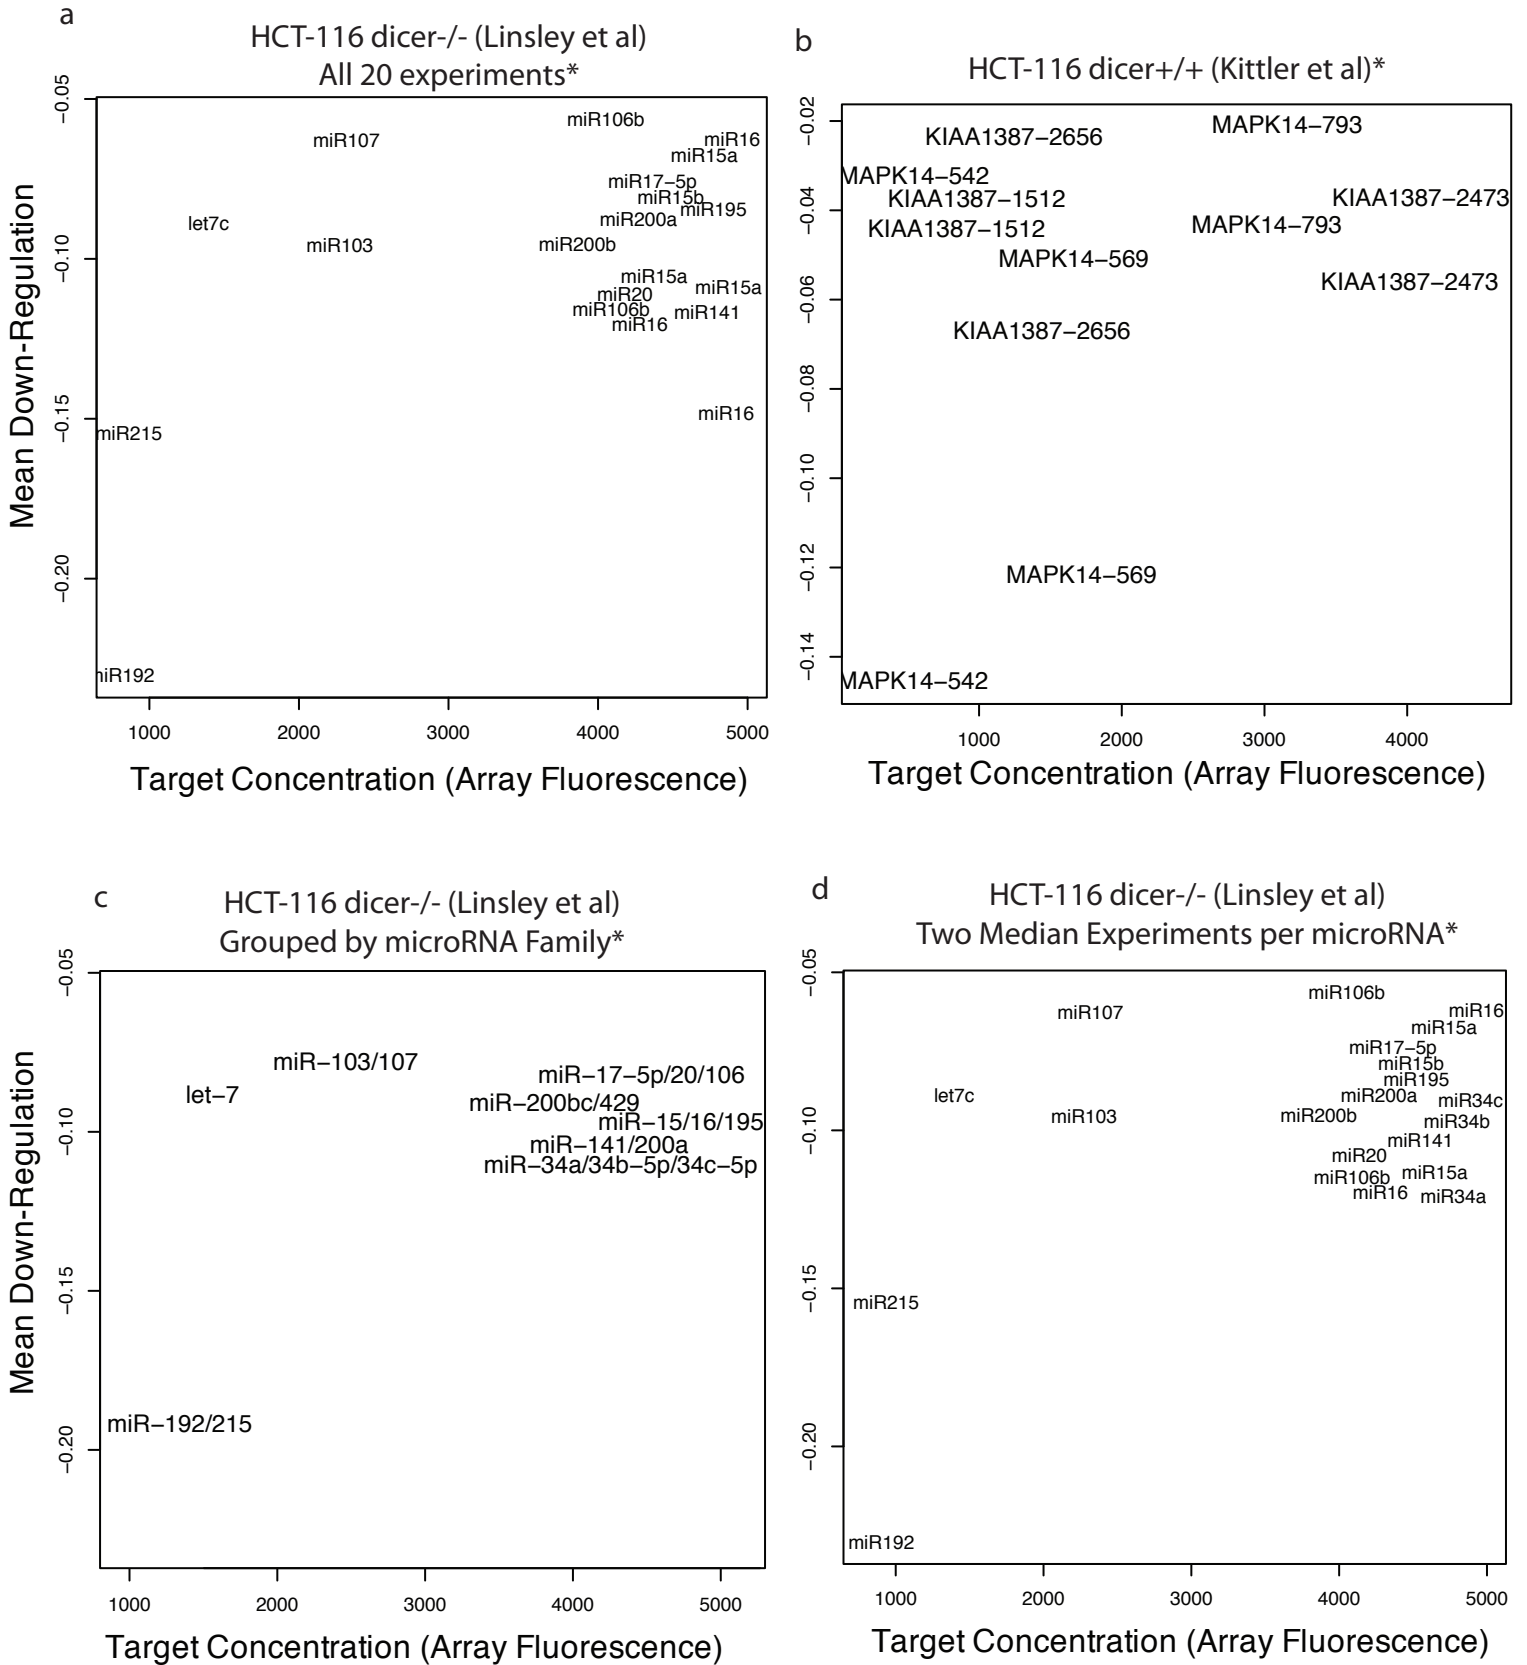 a
HCT-116 dicer-/- (Linsley et al)
All 20 experiments*
Mean Down-Regulation
−0.05
−0.10
−0.15
−0.20
miR106b
miR107
miR16
miR15a
miR17−5p
miR15b
miR195
miR200a
let7c
miR103
miR200b
miR15a
miR15a
miR20
miR106b
miR141
miR16
miR16
miR215
miR192
1000 2000 3000 4000 5000
Target Concentration (Array Fluorescence)
b
HCT-116 dicer+/+ (Kittler et al)*
−0.02
−0.04
−0.06
−0.08
−0.10
−0.12
−0.14
MAPK14−793
KIAA1387−2656
MAPK14−542
KIAA1387−1512
KIAA1387−2473
KIAA1387−1512
MAPK14−793
MAPK14−569
KIAA1387−2473
KIAA1387−2656
MAPK14−569
MAPK14−542
1000 2000 3000 4000
Target Concentration (Array Fluorescence)
c
HCT-116 dicer-/- (Linsley et al)
Grouped by microRNA Family*
Mean Down-Regulation
−0.05
−0.10
−0.15
−0.20
miR−103/107
miR−17−5p/20/106
let−7
miR−200bc/429
miR−15/16/195
miR−141/200a
miR−34a/34b−5p/34c−5p
miR−192/215
1000 2000 3000 4000 5000
Target Concentration (Array Fluorescence)
d
HCT-116 dicer-/- (Linsley et al)
Two Median Experiments per microRNA*
−0.05
−0.10
−0.15
−0.20
miR106b
miR107
miR16
miR15a
miR17−5p
miR15b
miR195
let7c
miR200a
miR34c
miR103
miR200b
miR34b
miR141
miR20
miR106b
miR15a
miR16
miR34a
miR215
miR192
1000 2000 3000 4000 5000
Target Concentration (Array Fluorescence)